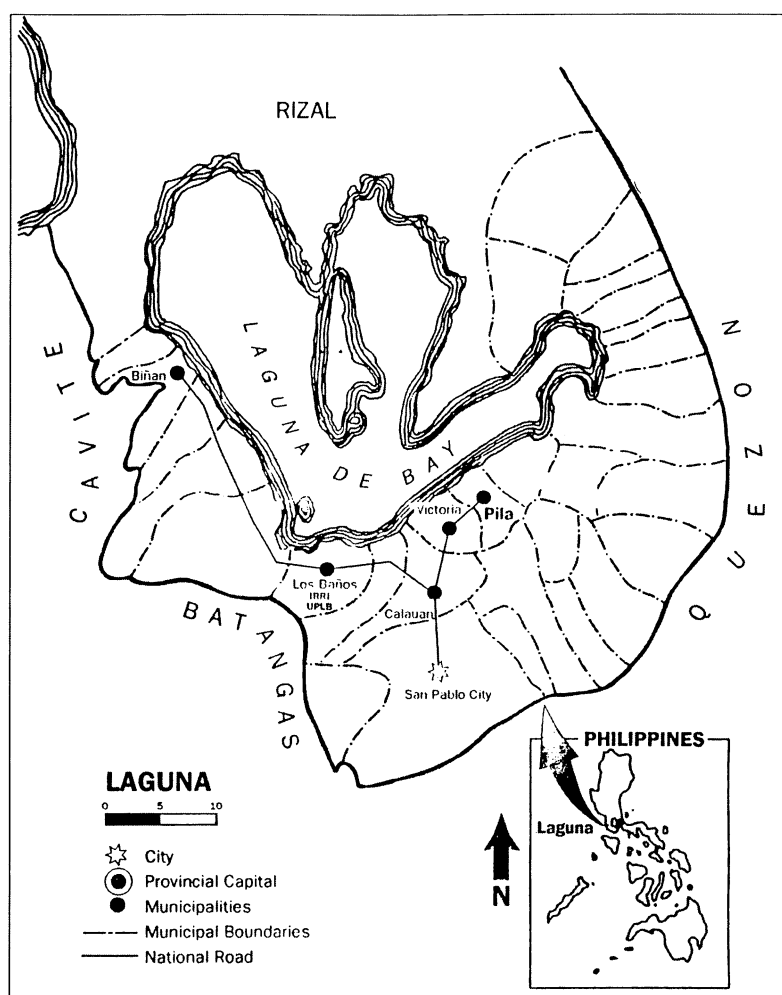 RIZAL
CAVITE
Biñan
LAGUNA DE BAY
QUEZON
Victoria
Pila
Los Baños
IRRI
UPLB
Calauan
BATANGAS
San Pablo City
LAGUNA
0 5 10
City
Provincial Capital
Municipalities
Municipal Boundaries
National Road
N
PHILIPPINES
Laguna